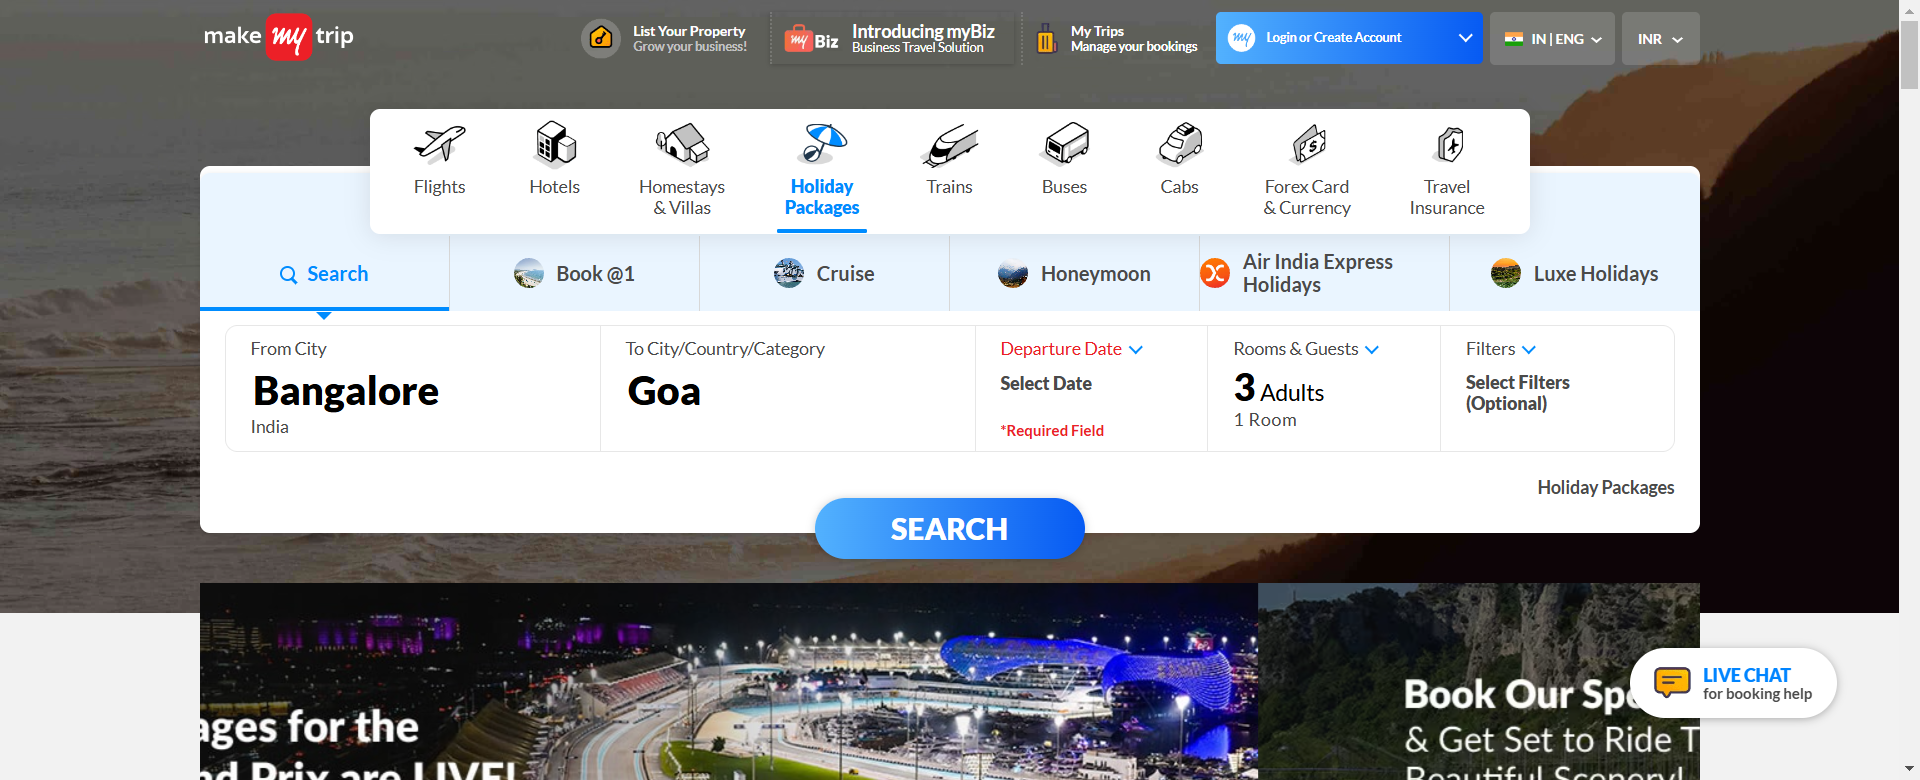 make my trip
List Your Property
Grow your business!
my Biz
Introducing myBiz
Business Travel Solution
My Trips
Manage your bookings
my Login or Create Account
IN | ENG
INR
Flights
Hotels
Homestays
& Villas
Holiday
Packages
Trains
Buses
Cabs
Forex Card
& Currency
Travel
Insurance
Search
Book @1
Cruise
Honeymoon
Air India Express
Holidays
Luxe Holidays
From City
Bangalore
India
To City/Country/Category
Goa
Departure Date
Select Date
*Required Field
Rooms & Guests
3 Adults
1 Room
Filters
Select Filters
(Optional)
Holiday Packages
SEARCH
ages for the
nd Prix are LIVE!
Book Our Spe
& Get Set to Ride T
Beautiful Scenery!
LIVE CHAT
for booking help